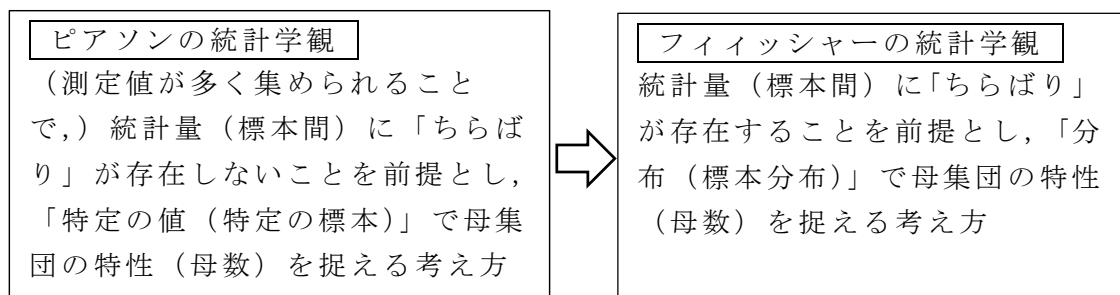 ピアソンの統計学観
（測定値が多く集められること
で,）統計量（標本間）に「ちらば
り」が存在しないことを前提とし,
「特定の値（特定の標本)」で母集
団の特性（母数）を捉える考え方
フィィッシャーの統計学観
統計量（標本間）に「ちらばり」
が存在することを前提とし,「分
布（標本分布）」で母集団の特性
（母数）を捉える考え方